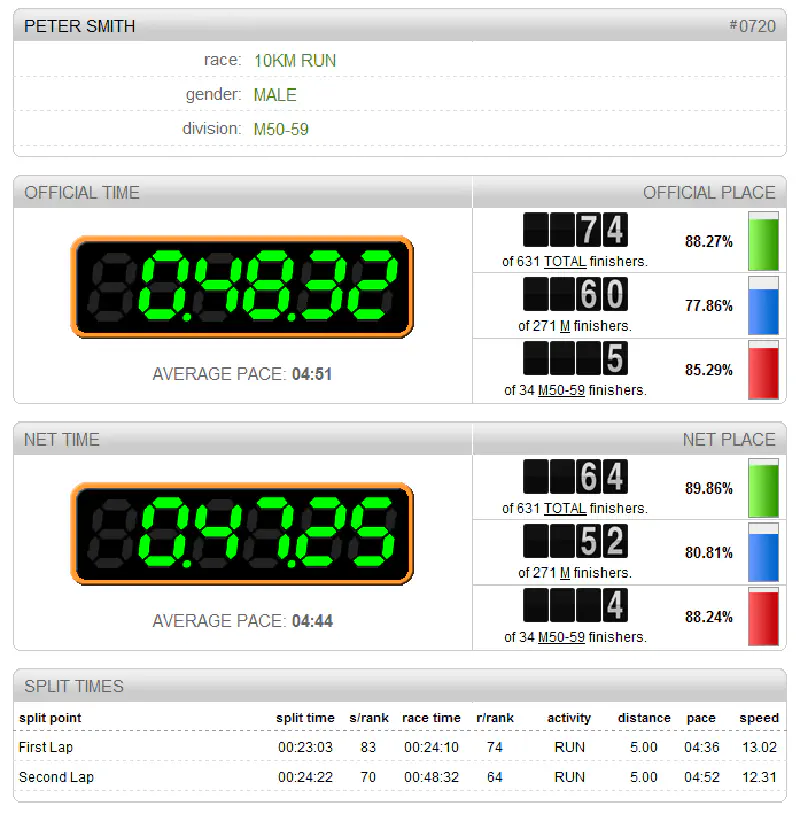 PETER SMITH #0720
race: 10KM RUN
gender: MALE
division: M50-59
OFFICIAL TIME OFFICIAL PLACE
0.48.32
AVERAGE PACE: 04:51
74
of 631 TOTAL finishers.
88.27%
60
of 271 M finishers.
77.86%
5
of 34 M50-59 finishers.
85.29%
NET TIME NET PLACE
0.47.25
AVERAGE PACE: 04:44
64
of 631 TOTAL finishers.
89.86%
52
of 271 M finishers.
80.81%
4
of 34 M50-59 finishers.
88.24%
SPLIT TIMES
split point split time s/rank race time r/rank activity distance pace speed
First Lap 00:23:03 83 00:24:10 74 RUN 5.00 04:36 13.02
Second Lap 00:24:22 70 00:48:32 64 RUN 5.00 04:52 12.31